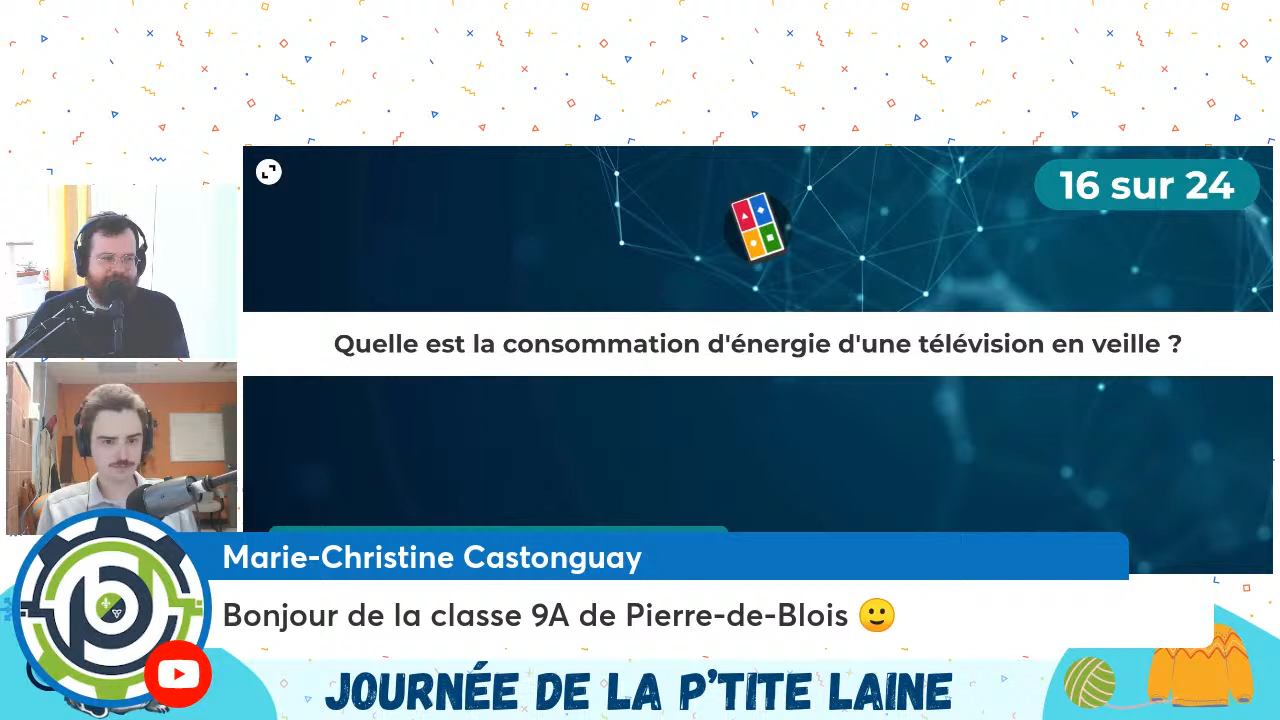 16 sur 24
Quelle est la consommation d'énergie d'une télévision en veille ?
Marie-Christine Castonguay
Bonjour de la classe 9A de Pierre-de-Blois 🙂
JOURNÉE DE LA P'TITE LAINE